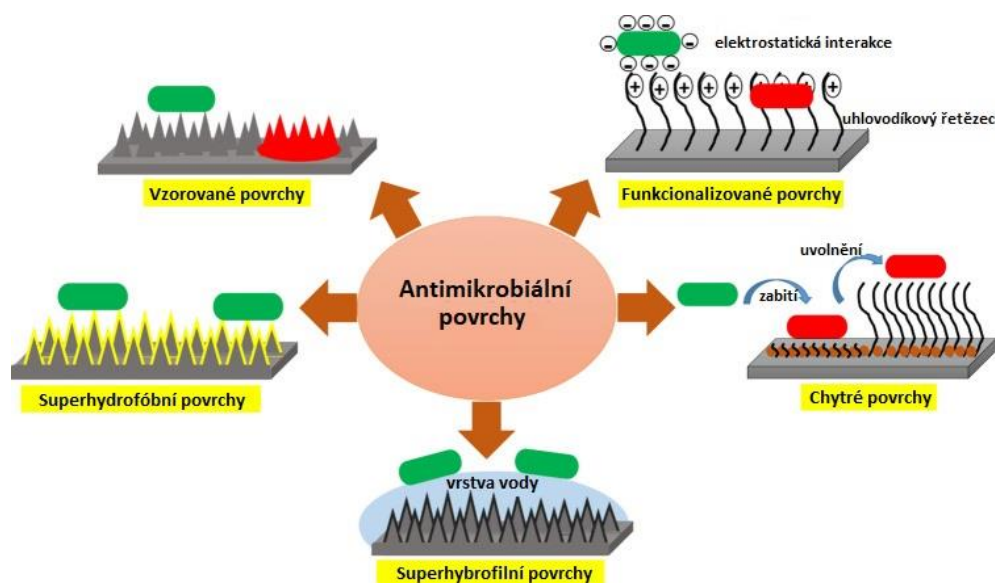 elektrostatická interakce
uhlovodíkový řetězec
Vzorované povrchy
Funkcionalizované povrchy
Antimikrobiální
povrchy
uvolnění
zabití
Superhydrofóbní povrchy
Chytré povrchy
vrstva vody
Superhybrofilní povrchy